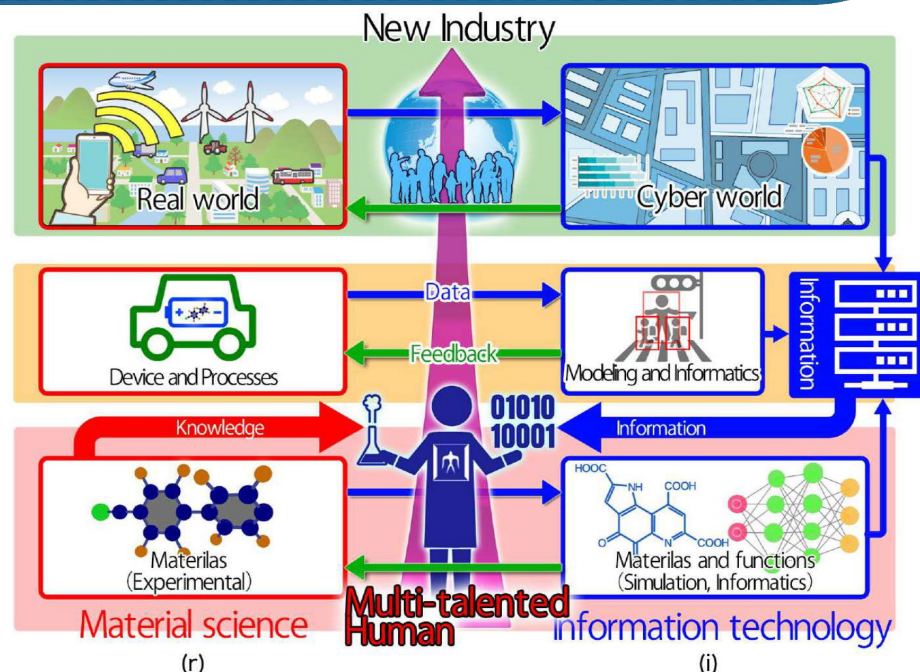 New Industry
Real world
Cyber world
Information
Data
Feedback
Device and Processes
Modeling and Informatics
Knowledge
01010
10001
Information
HOOC
NH
COOH
N
COOH
O
O
Materilas
(Experimental)
Materilas and functions
(Simulation, Informatics)
Multi-talented
Human
Material science
Information technology
(r)
(i)